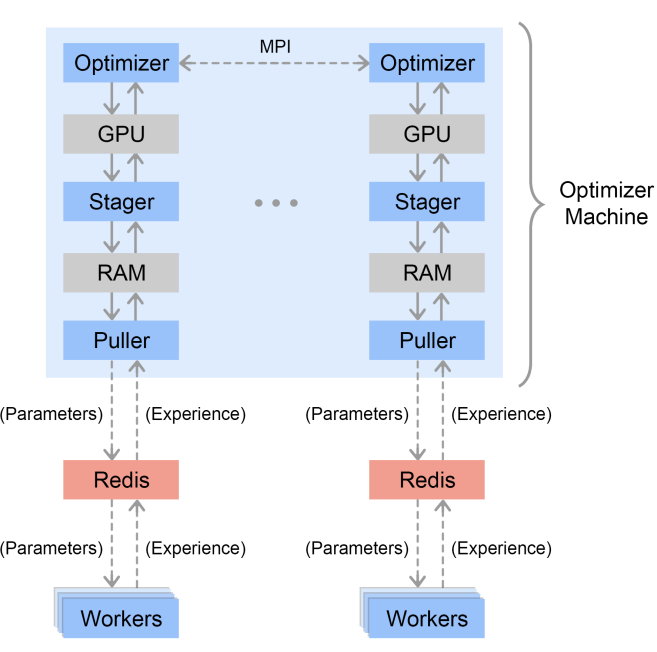 MPI
Optimizer
Optimizer
GPU
GPU
Stager
Stager
Optimizer
Machine
RAM
RAM
Puller
Puller
(Parameters)
(Experience)
(Parameters)
(Experience)
Redis
Redis
(Parameters)
(Experience)
(Parameters)
(Experience)
Workers
Workers